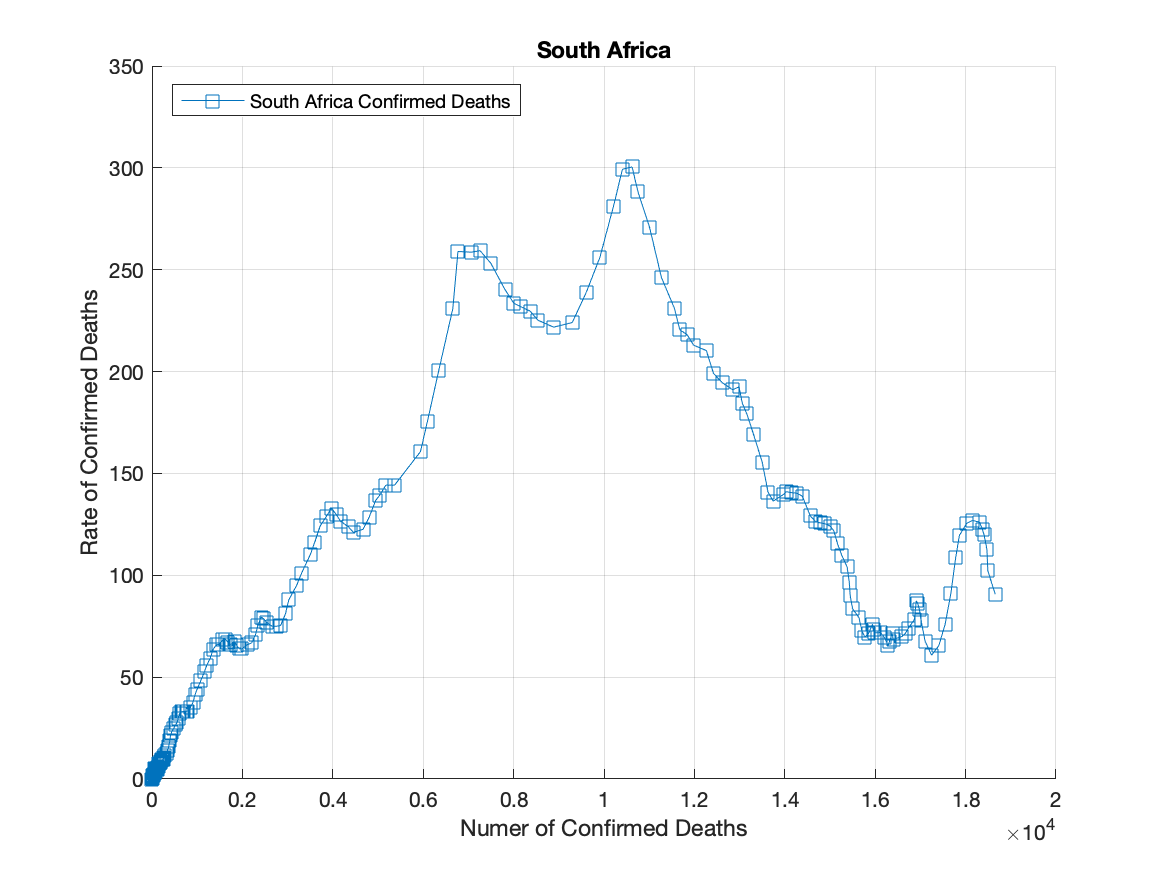 South Africa
350
South Africa Confirmed Deaths
300
250
200
150
100
50
0
Rate of Confirmed Deaths
0 0.2 0.4 0.6 0.8 1 1.2 1.4 1.6 1.8 2
×10⁴
Numer of Confirmed Deaths